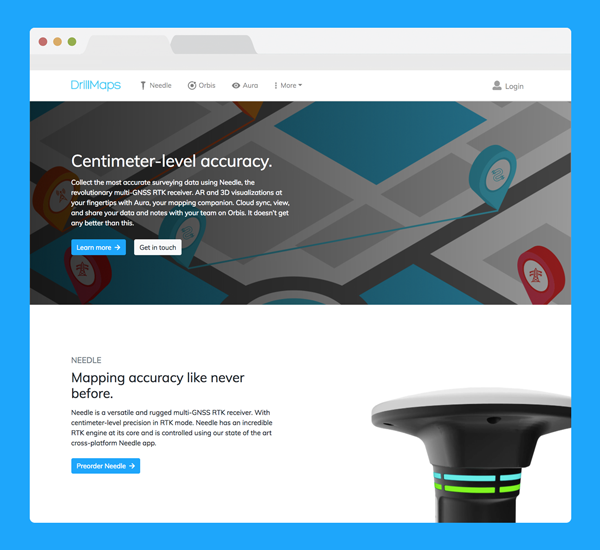 DrillMaps
Needle
Orbis
Aura
More
Login
Centimeter-level accuracy.
Collect the most accurate surveying data using Needle, the
revolutionary multi-GNSS RTK receiver. AR and 3D visualizations at
your fingertips with Aura, your mapping companion. Cloud sync, view,
and share your data and notes with your team on Orbis. It doesn't get
any better than this.
Learn more →
Get in touch
NEEDLE
Mapping accuracy like never
before.
Needle is a versatile and rugged multi-GNSS RTK receiver. With
centimeter-level precision in RTK mode. Needle has an incredible
RTK engine at its core and is controlled using our state of the art
cross-platform Needle app.
Preorder Needle →